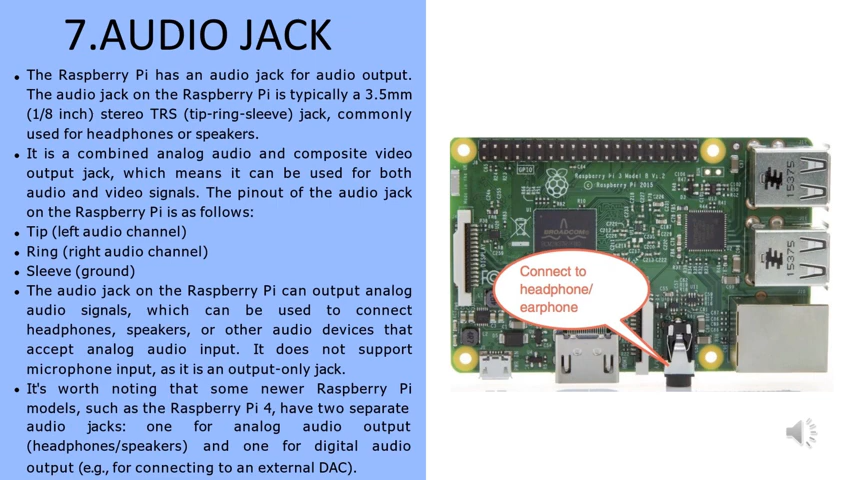 7.AUDIO JACK
• The Raspberry Pi has an audio jack for audio output.
The audio jack on the Raspberry Pi is typically a 3.5mm
(1/8 inch) stereo TRS (tip-ring-sleeve) jack, commonly
used for headphones or speakers.
• It is a combined analog audio and composite video
output jack, which means it can be used for both
audio and video signals. The pinout of the audio jack
on the Raspberry Pi is as follows:
• Tip (left audio channel)
• Ring (right audio channel)
• Sleeve (ground)
• The audio jack on the Raspberry Pi can output analog
audio signals, which can be used to connect
headphones, speakers, or other audio devices that
accept analog audio input. It does not support
microphone input, as it is an output-only jack.
• It's worth noting that some newer Raspberry Pi
models, such as the Raspberry Pi 4, have two separate
audio jacks: one for analog audio output
(headphones/speakers) and one for digital audio
output (e.g., for connecting to an external DAC).
GPIO
Raspberry Pi 3 Model B V1.2
© Raspberry Pi 2015
BROADCOM
15375
15375
FC
Connect to
headphone/
earphone